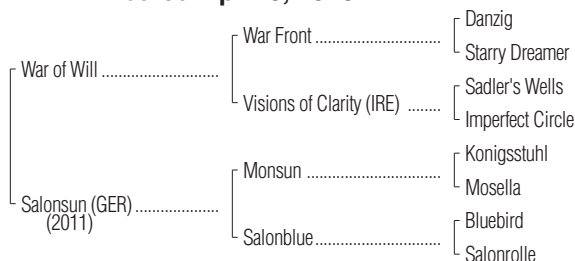 War of Will
Salonsun (GER)
(2011)
War Front
Visions of Clarity (IRE)
Monsun
Salonblue
Danzig
Starry Dreamer
Sadler's Wells
Imperfect Circle
Konigsstuhl
Mosella
Bluebird
Salonrolle